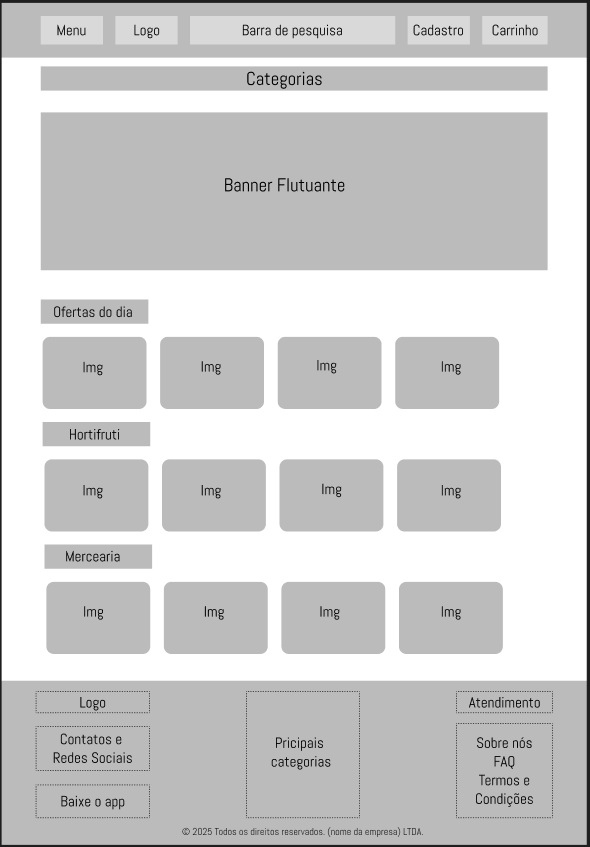 Menu
Logo
Barra de pesquisa
Cadastro
Carrinho
Categorias
Banner Flutuante
Ofertas do dia
Img
Img
Img
Img
Hortifruti
Img
Img
Img
Img
Mercearia
Img
Img
Img
Img
Logo
Contatos e
Redes Sociais
Baixe o app
Pricipais
categorias
Atendimento
Sobre nós
FAQ
Termos e
Condições
© 2025 Todos os direitos reservados. (nome da empresa) LTDA.